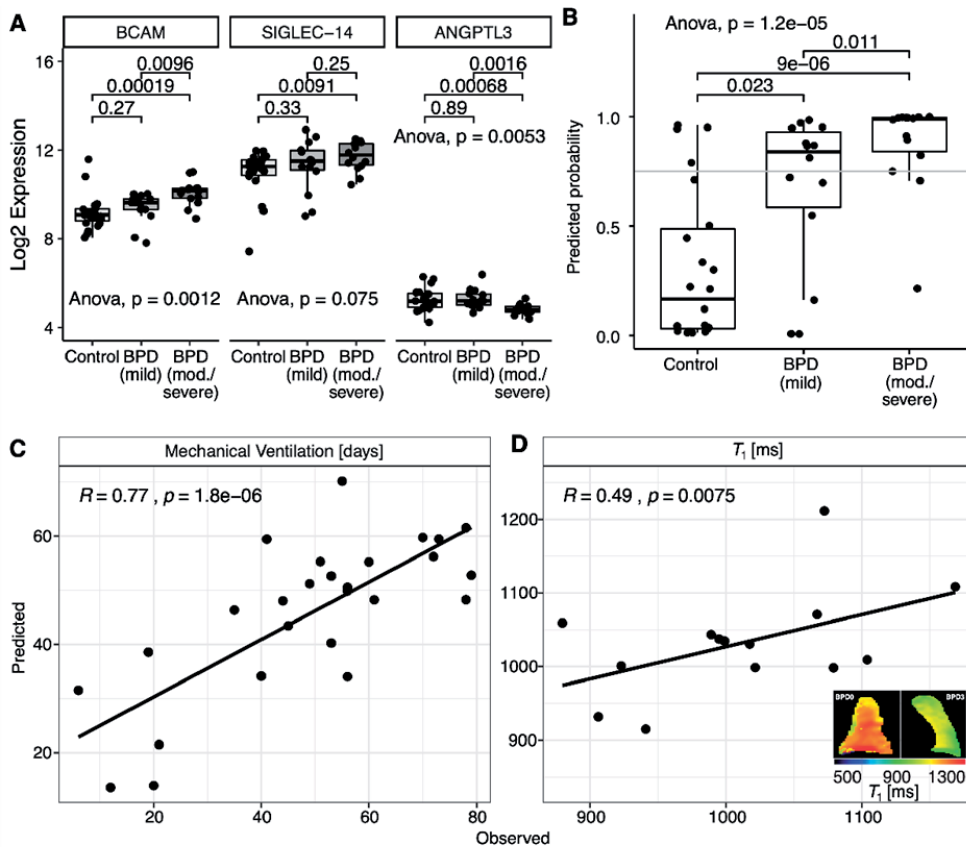 A
BCAM
SIGLEC−14
ANGPTL3
Log2 Expression
16
12
8
4
0.0096
0.00019
0.27
Anova, p = 0.0012
0.25
0.0091
0.33
Anova, p = 0.075
0.0016
0.00068
0.89
Anova, p = 0.0053
Control BPD BPD
(mild) (mod./
severe)
Control BPD BPD
(mild) (mod./
severe)
Control BPD BPD
(mild) (mod./
severe)
B
Anova, p = 1.2e−05
0.011
9e−06
0.023
Predicted probability
1.0
0.5
0.0
Control BPD BPD
(mild) (mod./
severe)
C
Mechanical Ventilation [days]
R = 0.77 , p = 1.8e−06
Predicted
60
40
20
20 40 60 80
D
T1 [ms]
R = 0.49 , p = 0.0075
1200
1100
1000
900
BPD0 BPD3
500 900 1300
T1 [ms]
900 1000 1100
Observed